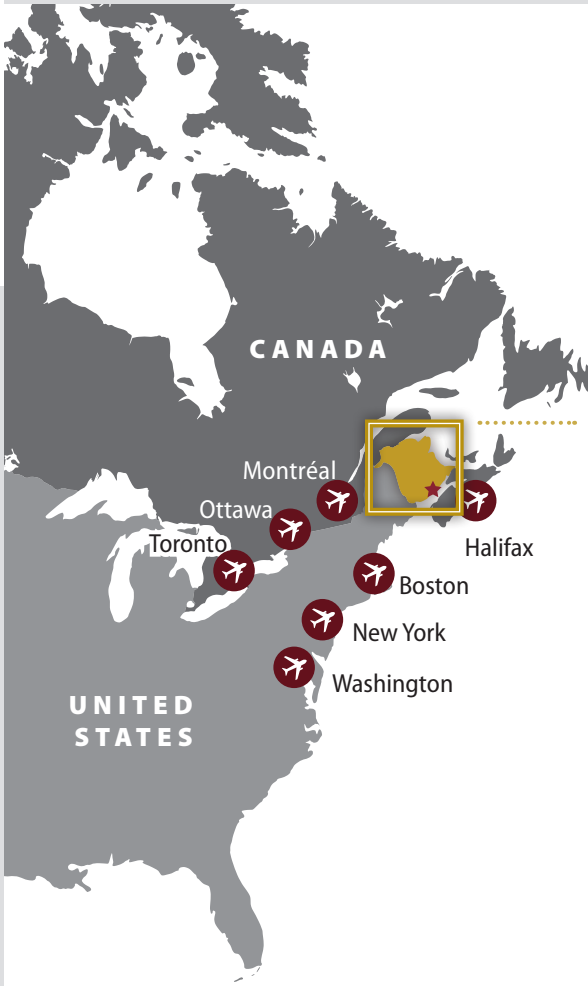 CANADA
Montréal
Ottawa
Toronto
Halifax
Boston
New York
Washington
UNITED
STATES